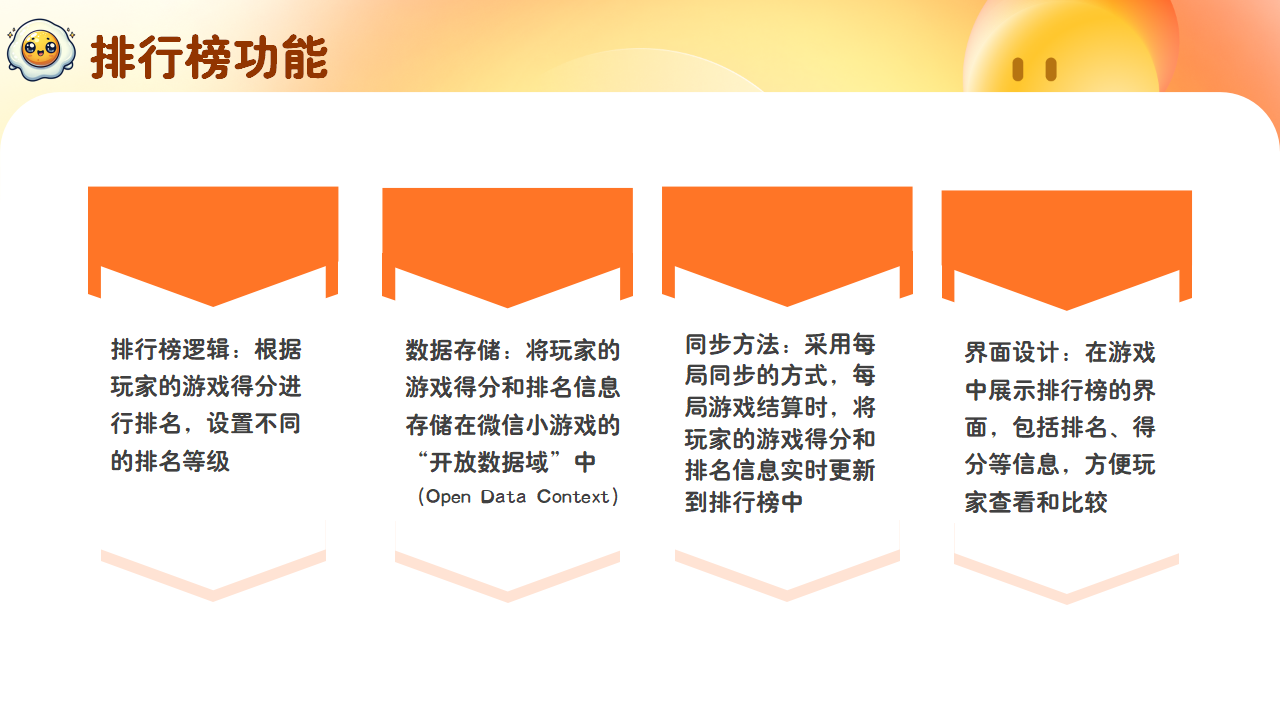 排行榜功能
排行榜逻辑：根据
玩家的游戏得分进
行排名，设置不同
的排名等级
数据存储：将玩家的
游戏得分和排名信息
存储在微信小游戏的
“开放数据域”中
（Open Data Context）
同步方法：采用每
局同步的方式，每
局游戏结算时，将
玩家的游戏得分和
排名信息实时更新
到排行榜中
界面设计：在游戏
中展示排行榜的界
面，包括排名、得
分等信息，方便玩
家查看和比较